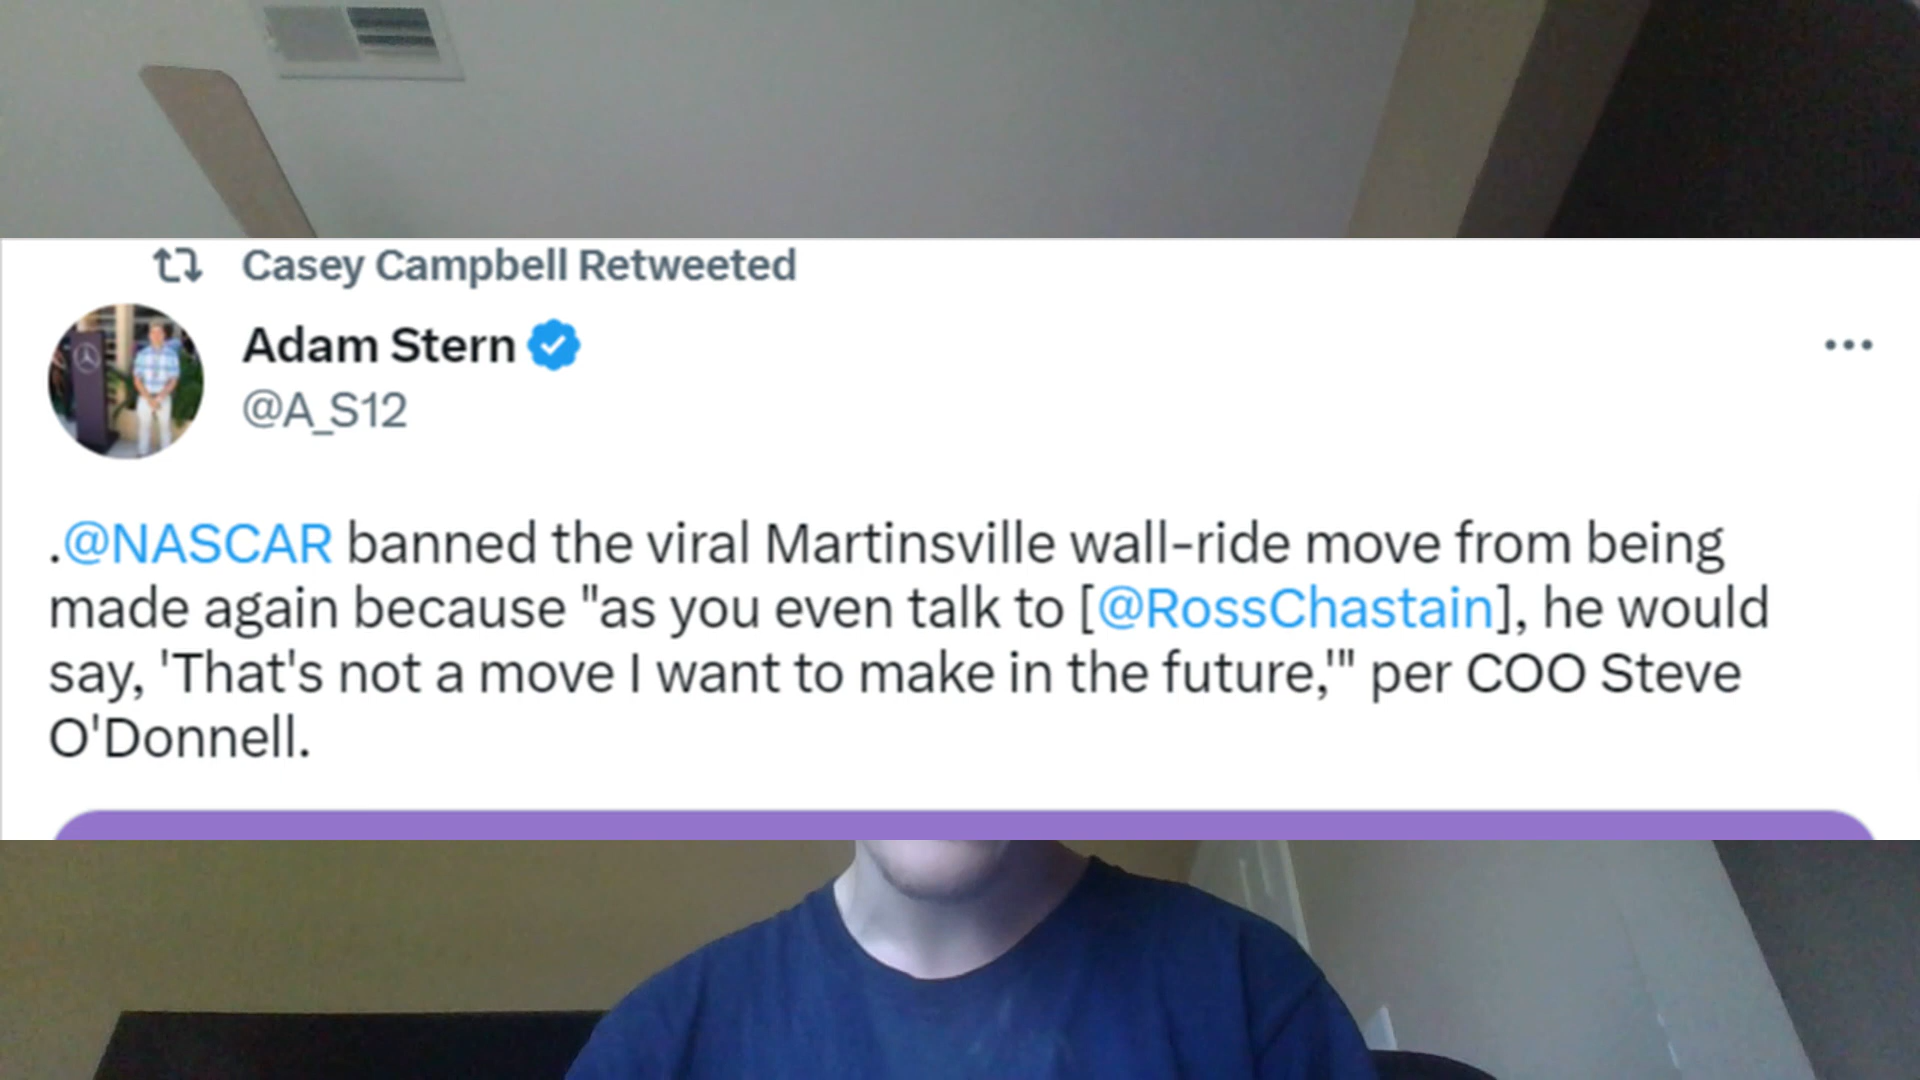 Casey Campbell Retweeted
Adam Stern
@A_S12
.@NASCAR banned the viral Martinsville wall-ride move from being
made again because "as you even talk to [@RossChastain], he would
say, 'That's not a move I want to make in the future,'" per COO Steve
O'Donnell.